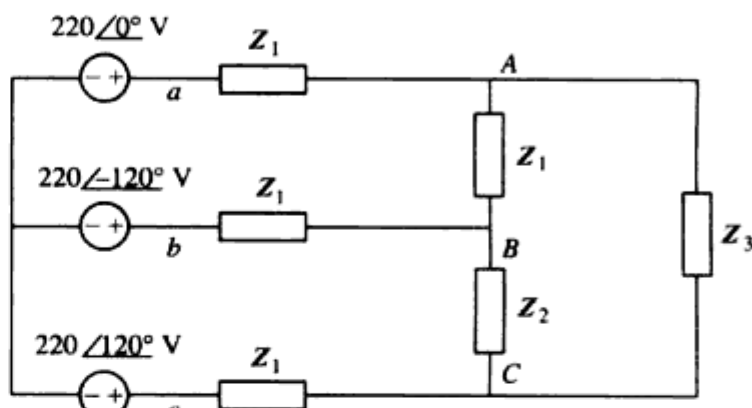 220∠0° V
Z₁
A
a
Z₁
220∠−120° V
Z₁
Z₃
b
B
Z₂
220∠120° V
Z₁
C